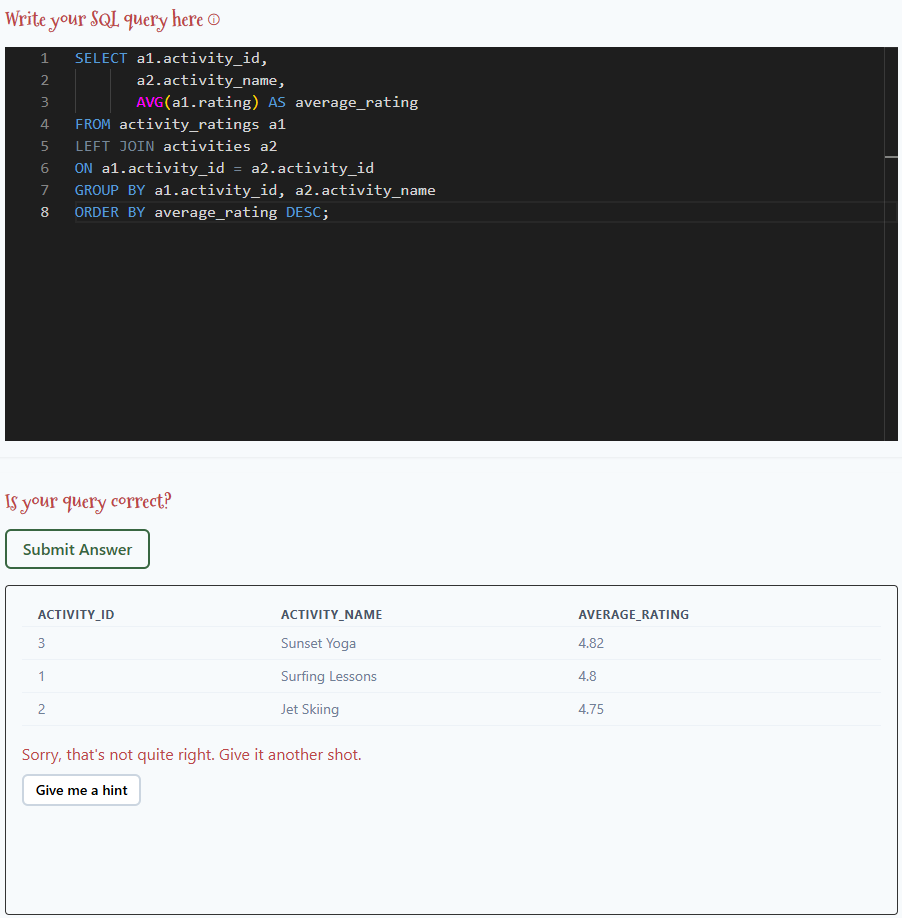 Write your SQL query here
1 SELECT a1.activity_id,
2 a2.activity_name,
3 AVG(a1.rating) AS average_rating
4 FROM activity_ratings a1
5 LEFT JOIN activities a2
6 ON a1.activity_id = a2.activity_id
7 GROUP BY a1.activity_id, a2.activity_name
8 ORDER BY average_rating DESC;
Is your query correct?
Submit Answer
ACTIVITY_ID ACTIVITY_NAME AVERAGE_RATING
3 Sunset Yoga 4.82
1 Surfing Lessons 4.8
2 Jet Skiing 4.75
Sorry, that's not quite right. Give it another shot.
Give me a hint